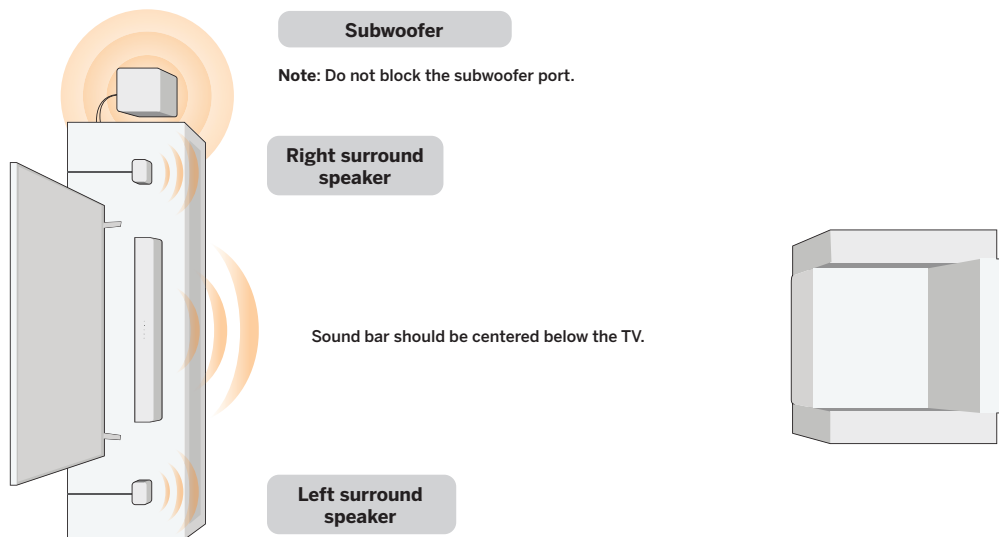 Subwoofer
Note: Do not block the subwoofer port.
Right surround
speaker
Sound bar should be centered below the TV.
Left surround
speaker